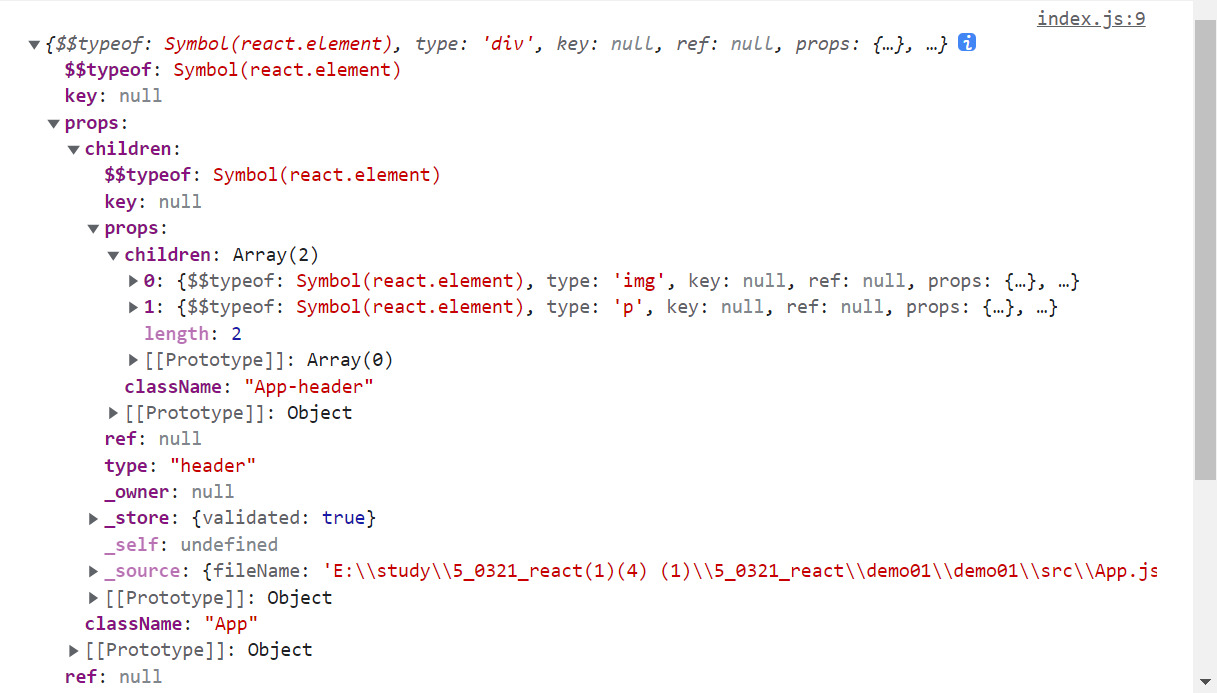 index.js:9
{$$typeof: Symbol(react.element), type: 'div', key: null, ref: null, props: {…}, …} i
$$typeof: Symbol(react.element)
key: null
props:
children:
$$typeof: Symbol(react.element)
key: null
props:
children: Array(2)
0: {$$typeof: Symbol(react.element), type: 'img', key: null, ref: null, props: {…}, …}
1: {$$typeof: Symbol(react.element), type: 'p', key: null, ref: null, props: {…}, …}
length: 2
[[Prototype]]: Array(0)
className: "App-header"
[[Prototype]]: Object
ref: null
type: "header"
_owner: null
_store: {validated: true}
_self: undefined
_source: {fileName: 'E:\\study\\5_0321_react(1)(4) (1)\\5_0321_react\\demo01\\demo01\\src\\App.js
[[Prototype]]: Object
className: "App"
[[Prototype]]: Object
ref: null